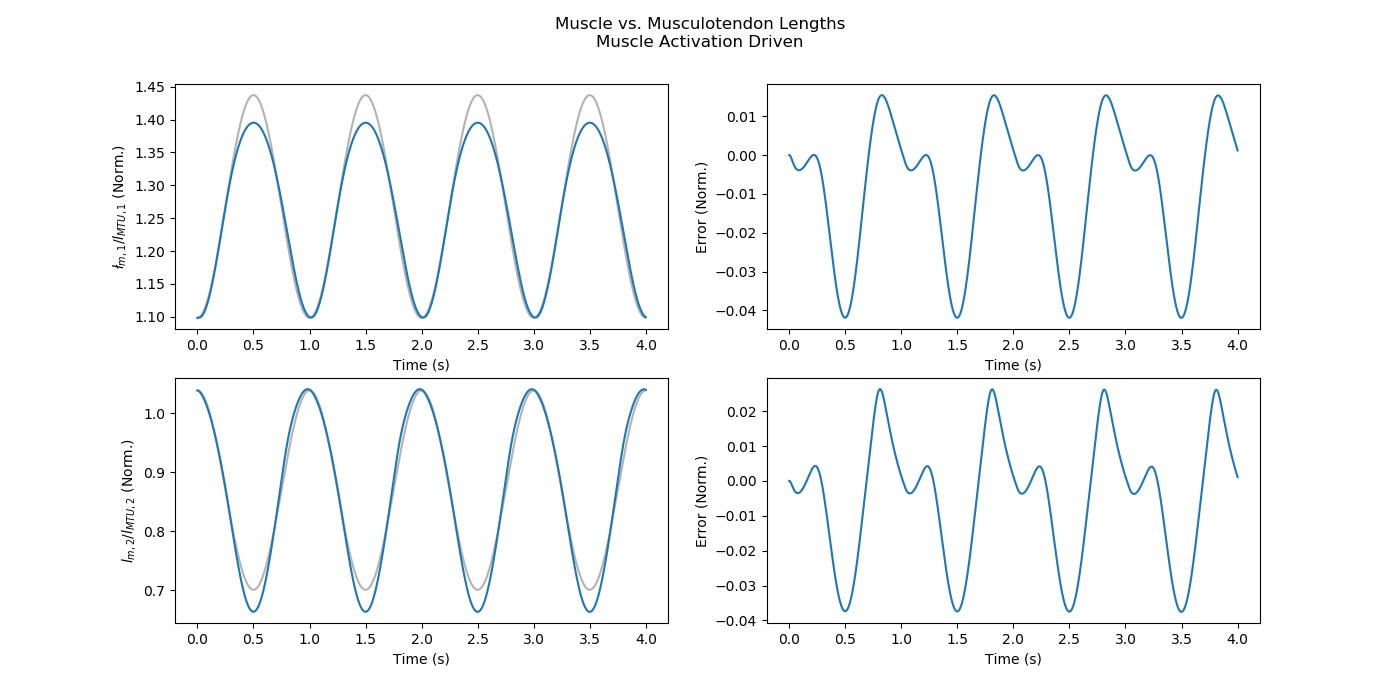 Muscle vs. Musculotendon Lengths
Muscle Activation Driven
1.45
1.40
1.35
1.30
1.25
1.20
1.15
1.10
l_{m,1}/l_{MTU,1} (Norm.)
0.0 0.5 1.0 1.5 2.0 2.5 3.0 3.5 4.0
Time (s)
0.01
0.00
−0.01
−0.02
−0.03
−0.04
Error (Norm.)
0.0 0.5 1.0 1.5 2.0 2.5 3.0 3.5 4.0
Time (s)
1.0
0.9
0.8
0.7
l_{m,2}/l_{MTU,2} (Norm.)
0.0 0.5 1.0 1.5 2.0 2.5 3.0 3.5 4.0
Time (s)
0.02
0.01
0.00
−0.01
−0.02
−0.03
−0.04
Error (Norm.)
0.0 0.5 1.0 1.5 2.0 2.5 3.0 3.5 4.0
Time (s)